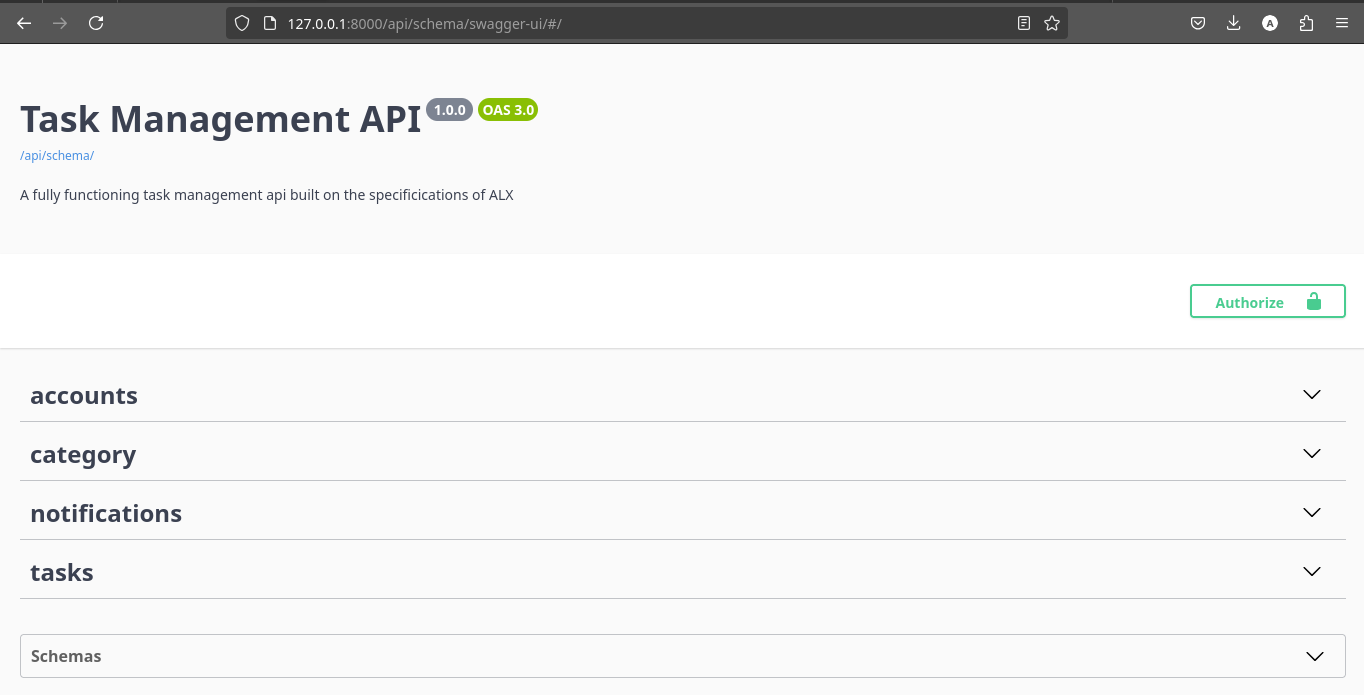 127.0.0.1:8000/api/schema/swagger-ui/#/
A
Task Management API 1.0.0 OAS 3.0
/api/schema/
A fully functioning task management api built on the specificications of ALX
Authorize
accounts
category
notifications
tasks
Schemas